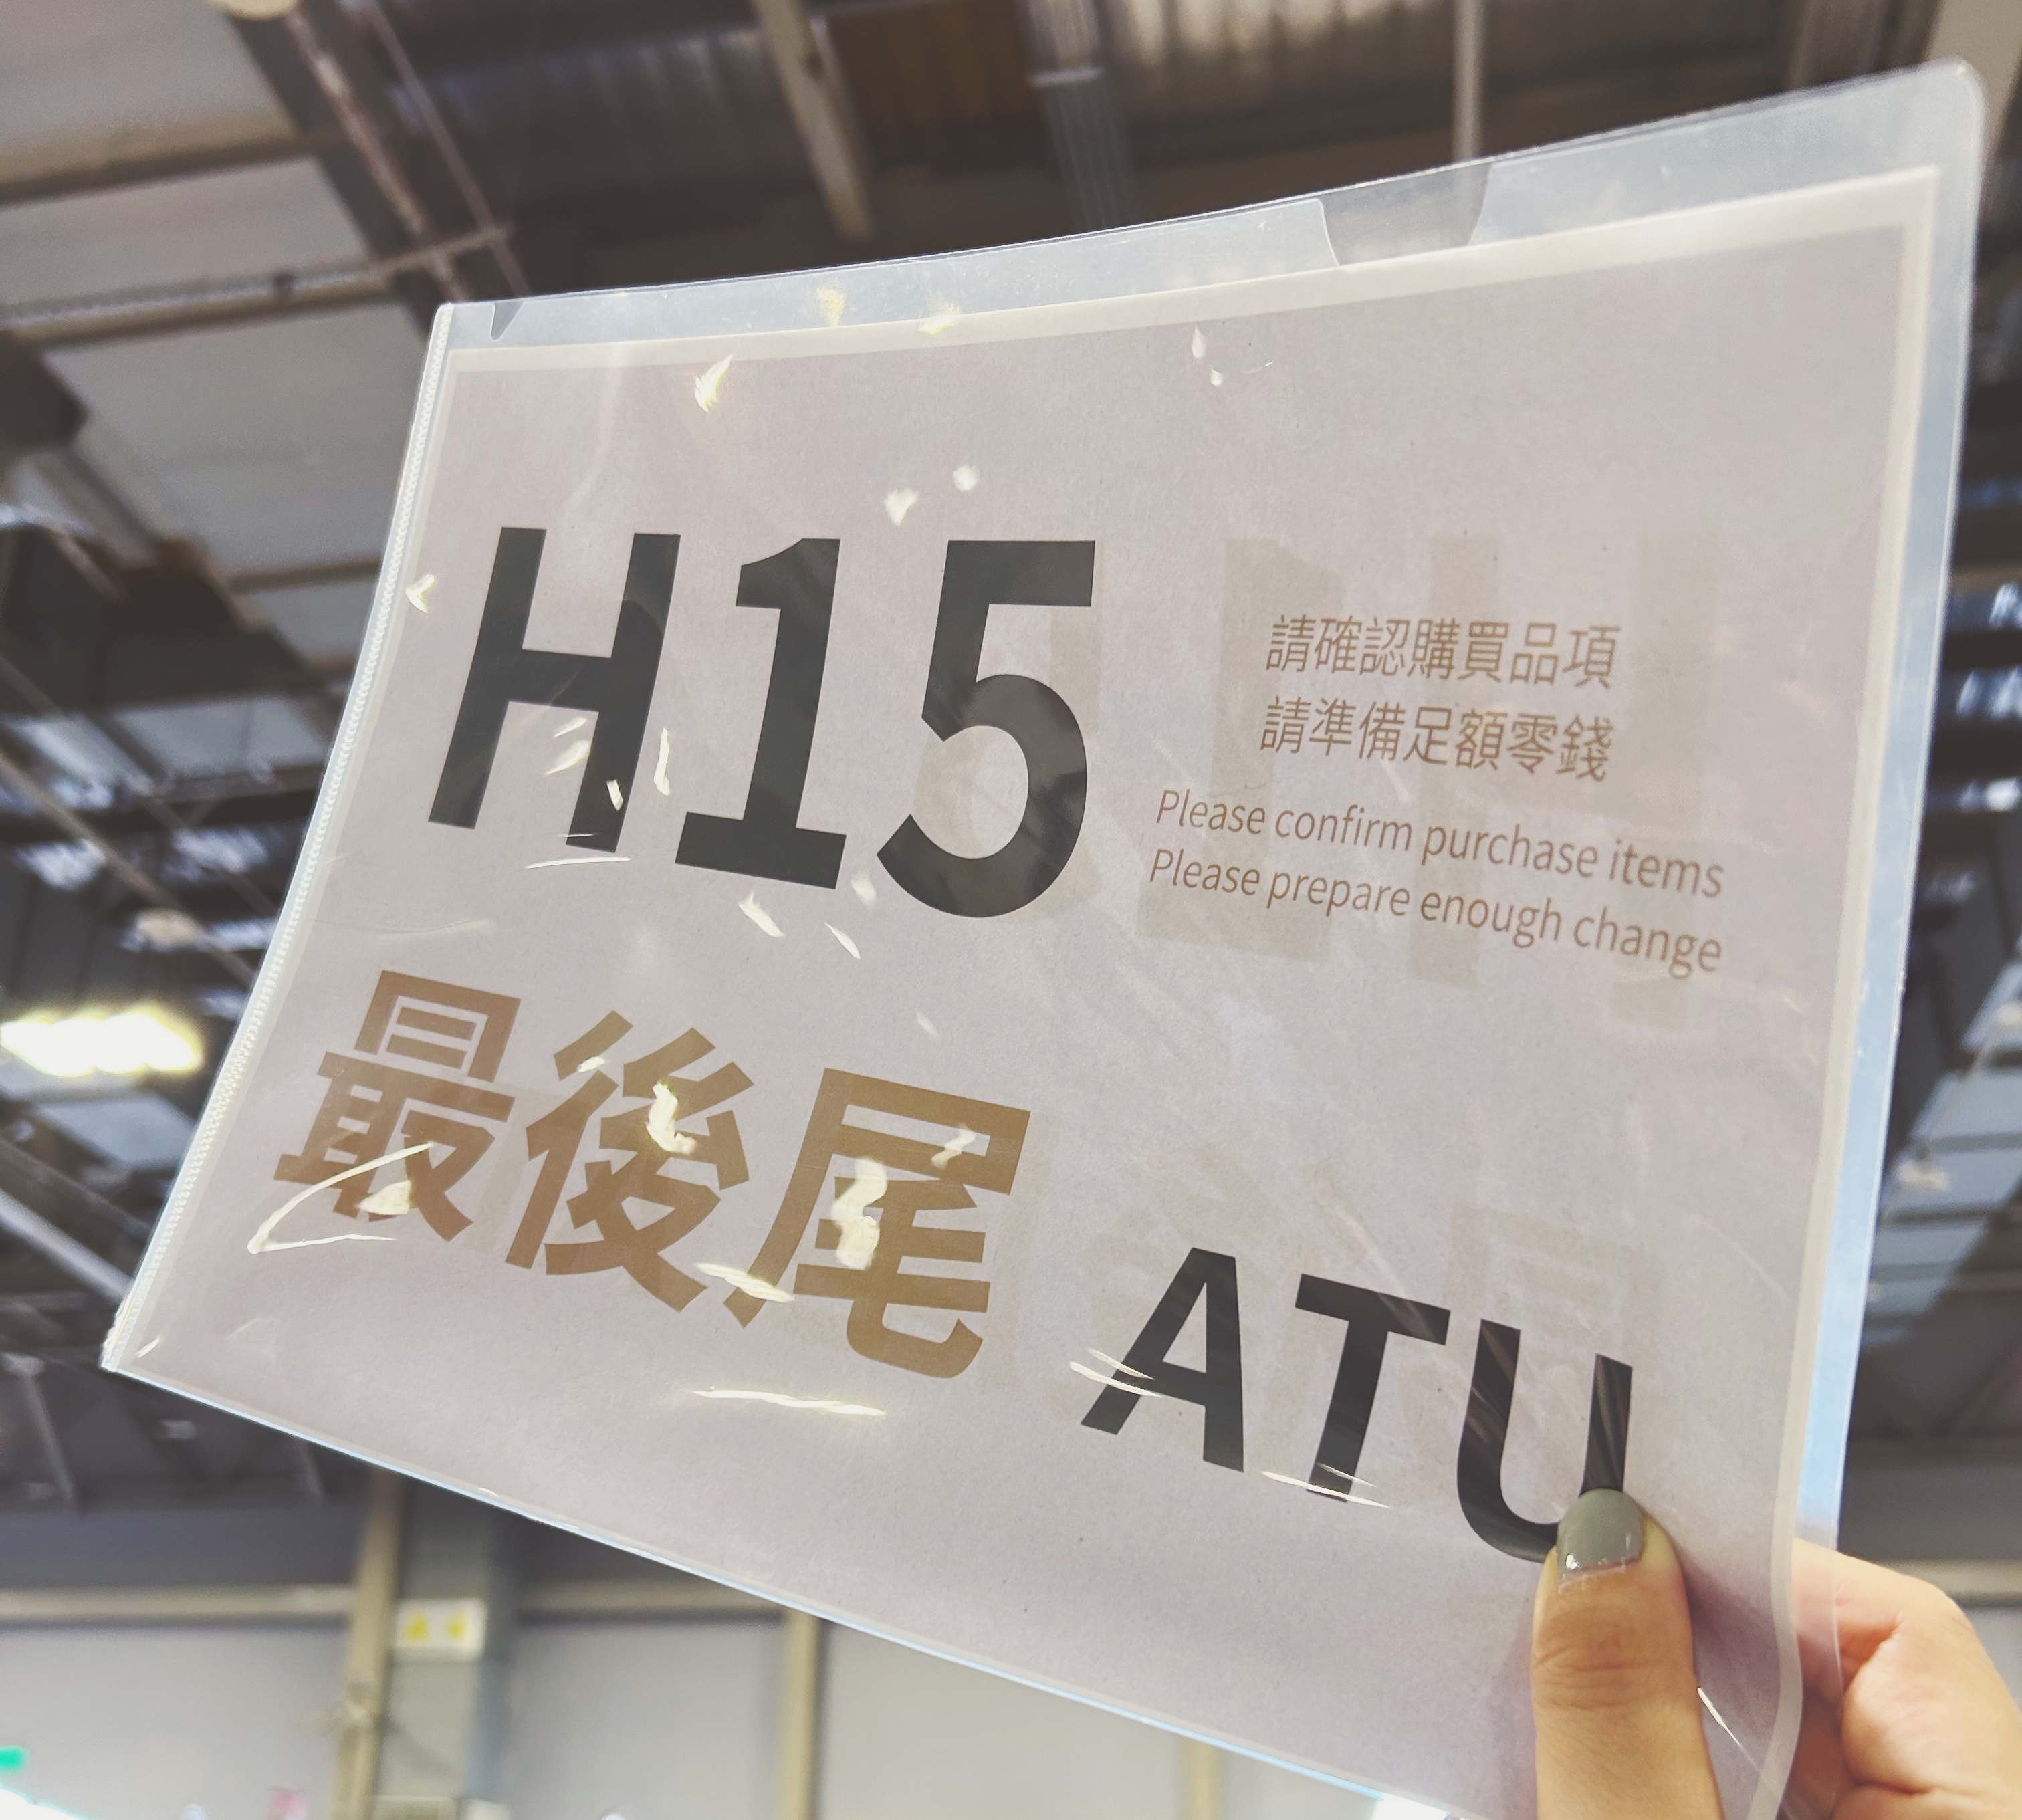 H15
請確認購買品項
請準備足額零錢
Please confirm purchase items
Please prepare enough change
最後尾
ATU